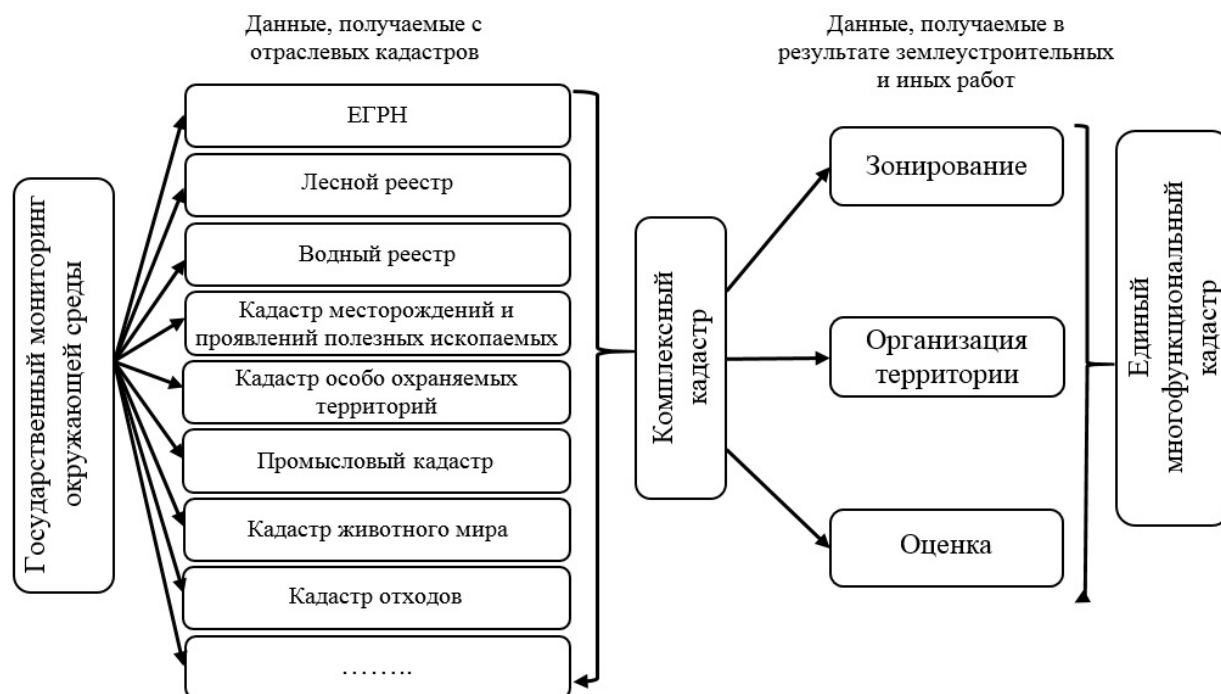 Данные, получаемые с
отраслевых кадастров
Данные, получаемые в
результате землеустроительных
и иных работ
Государственный мониторинг
окружающей среды
ЕГРН
Лесной реестр
Водный реестр
Кадастр месторождений и
проявлений полезных ископаемых
Кадастр особо охраняемых
территорий
Промысловый кадастр
Кадастр животного мира
Кадастр отходов
……..
Комплексный
кадастр
Зонирование
Организация
территории
Оценка
Единый
многофункциональный
кадастр